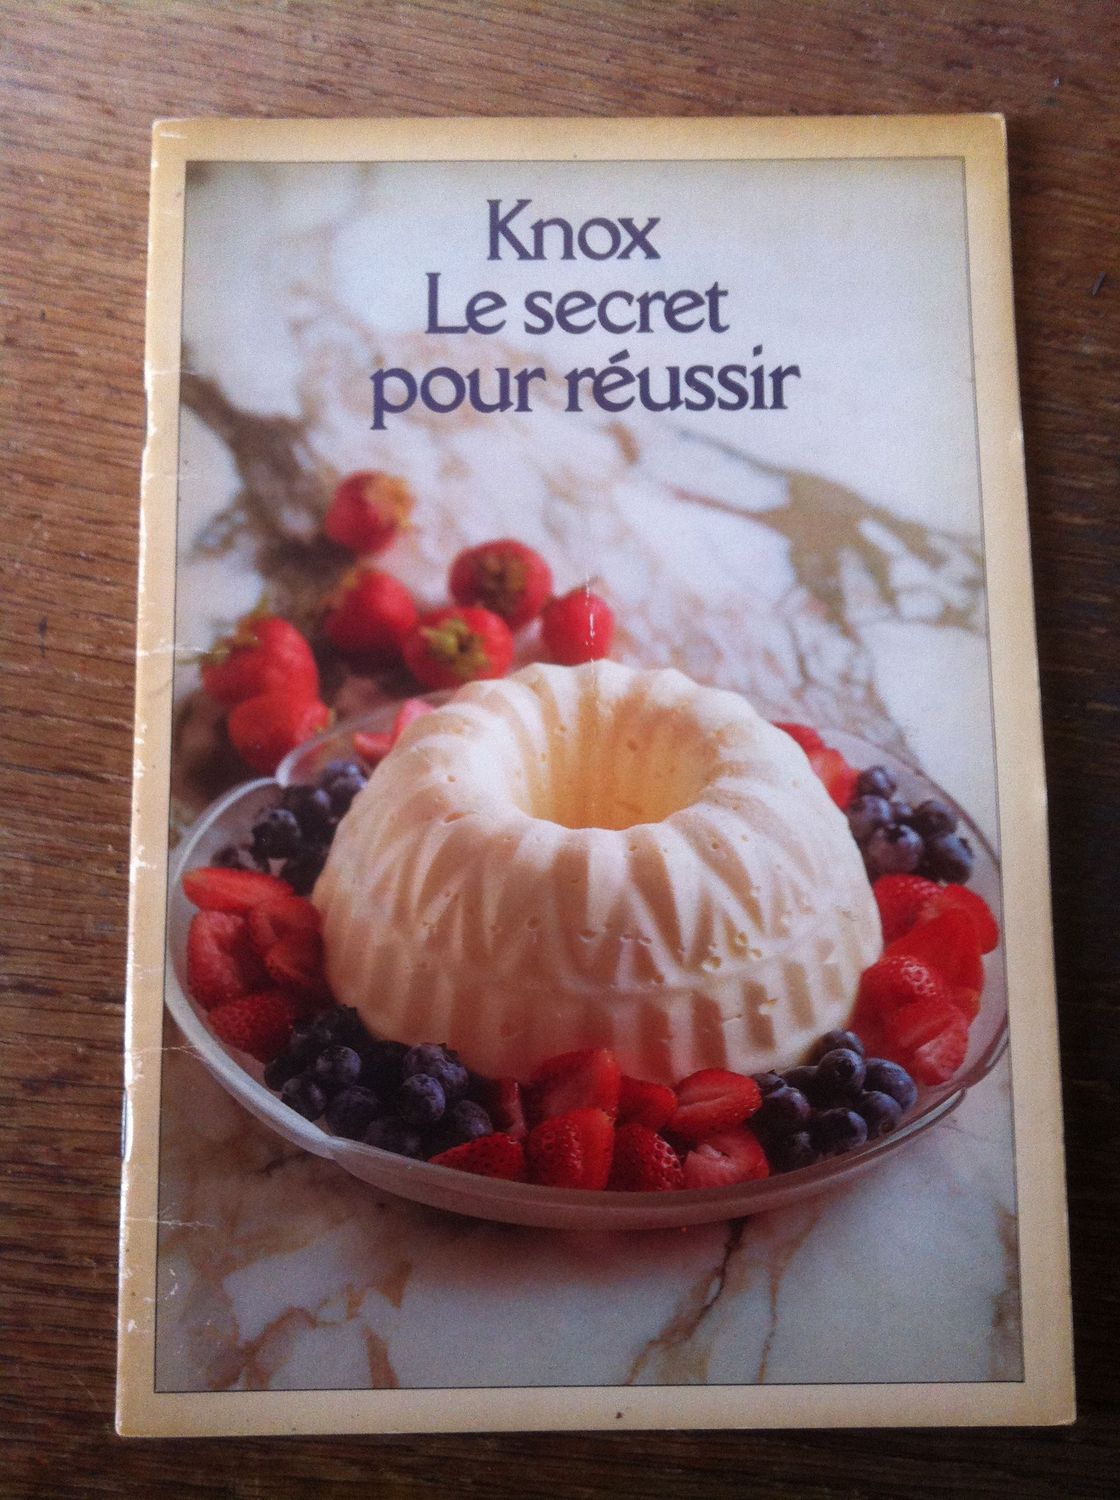 Knox
Le secret
pour réussir